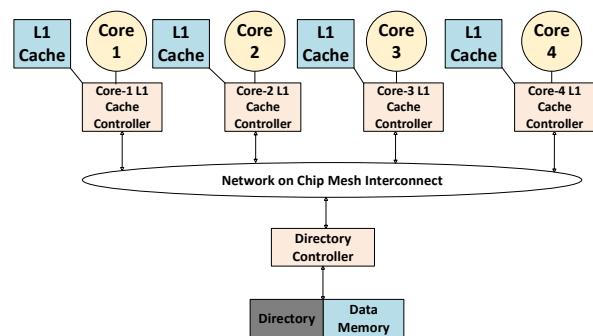 L1
Cache
Core
1
L1
Cache
Core
2
L1
Cache
Core
3
L1
Cache
Core
4
Core-1 L1
Cache
Controller
Core-2 L1
Cache
Controller
Core-3 L1
Cache
Controller
Core-4 L1
Cache
Controller
Network on Chip Mesh Interconnect
Directory
Controller
Directory
Data
Memory